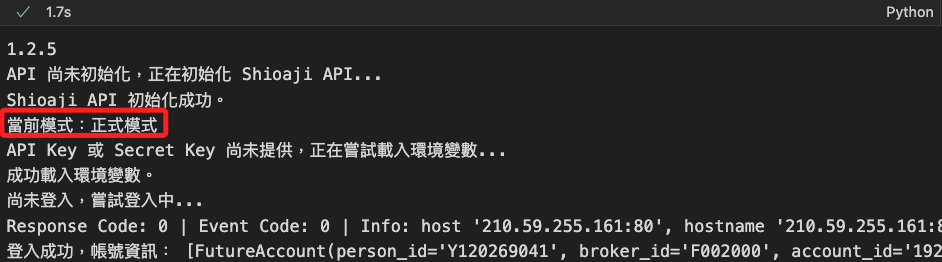 1.7s
Python
1.2.5
API 尚未初始化，正在初始化 Shioaji API...
Shioaji API 初始化成功。
當前模式：正式模式
API Key 或 Secret Key 尚未提供，正在嘗試載入環境變數...
成功載入環境變數。
尚未登入，嘗試登入中...
Response Code: 0 | Event Code: 0 | Info: host '210.59.255.161:80', hostname '210.59.255.161:8
登入成功，帳號資訊： [FutureAccount(person_id='Y120269041', broker_id='F002000', account_id='192